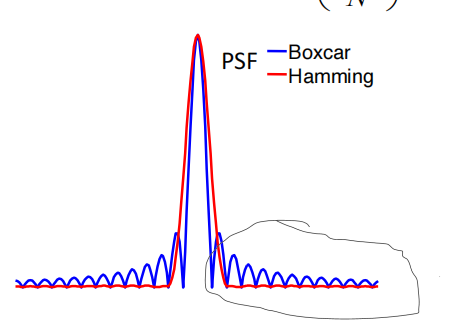 ( N )
PSF
Boxcar
Hamming